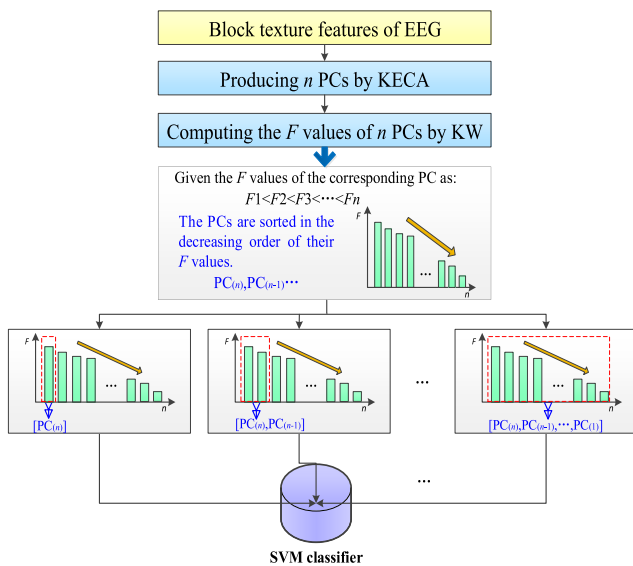 Block texture features of EEG
Producing n PCs by KECA
Computing the F values of n PCs by KW
Given the F values of the corresponding PC as:
F1<F2<F3<···<Fn
The PCs are sorted in the
decreasing order of their
F values.
PC(n),PC(n-1)···
F
...
n
F
...
n
[PC(n)]
F
...
n
[PC(n),PC(n-1)]
...
F
...
n
[PC(n),PC(n-1),···,PC(1)]
...
SVM classifier